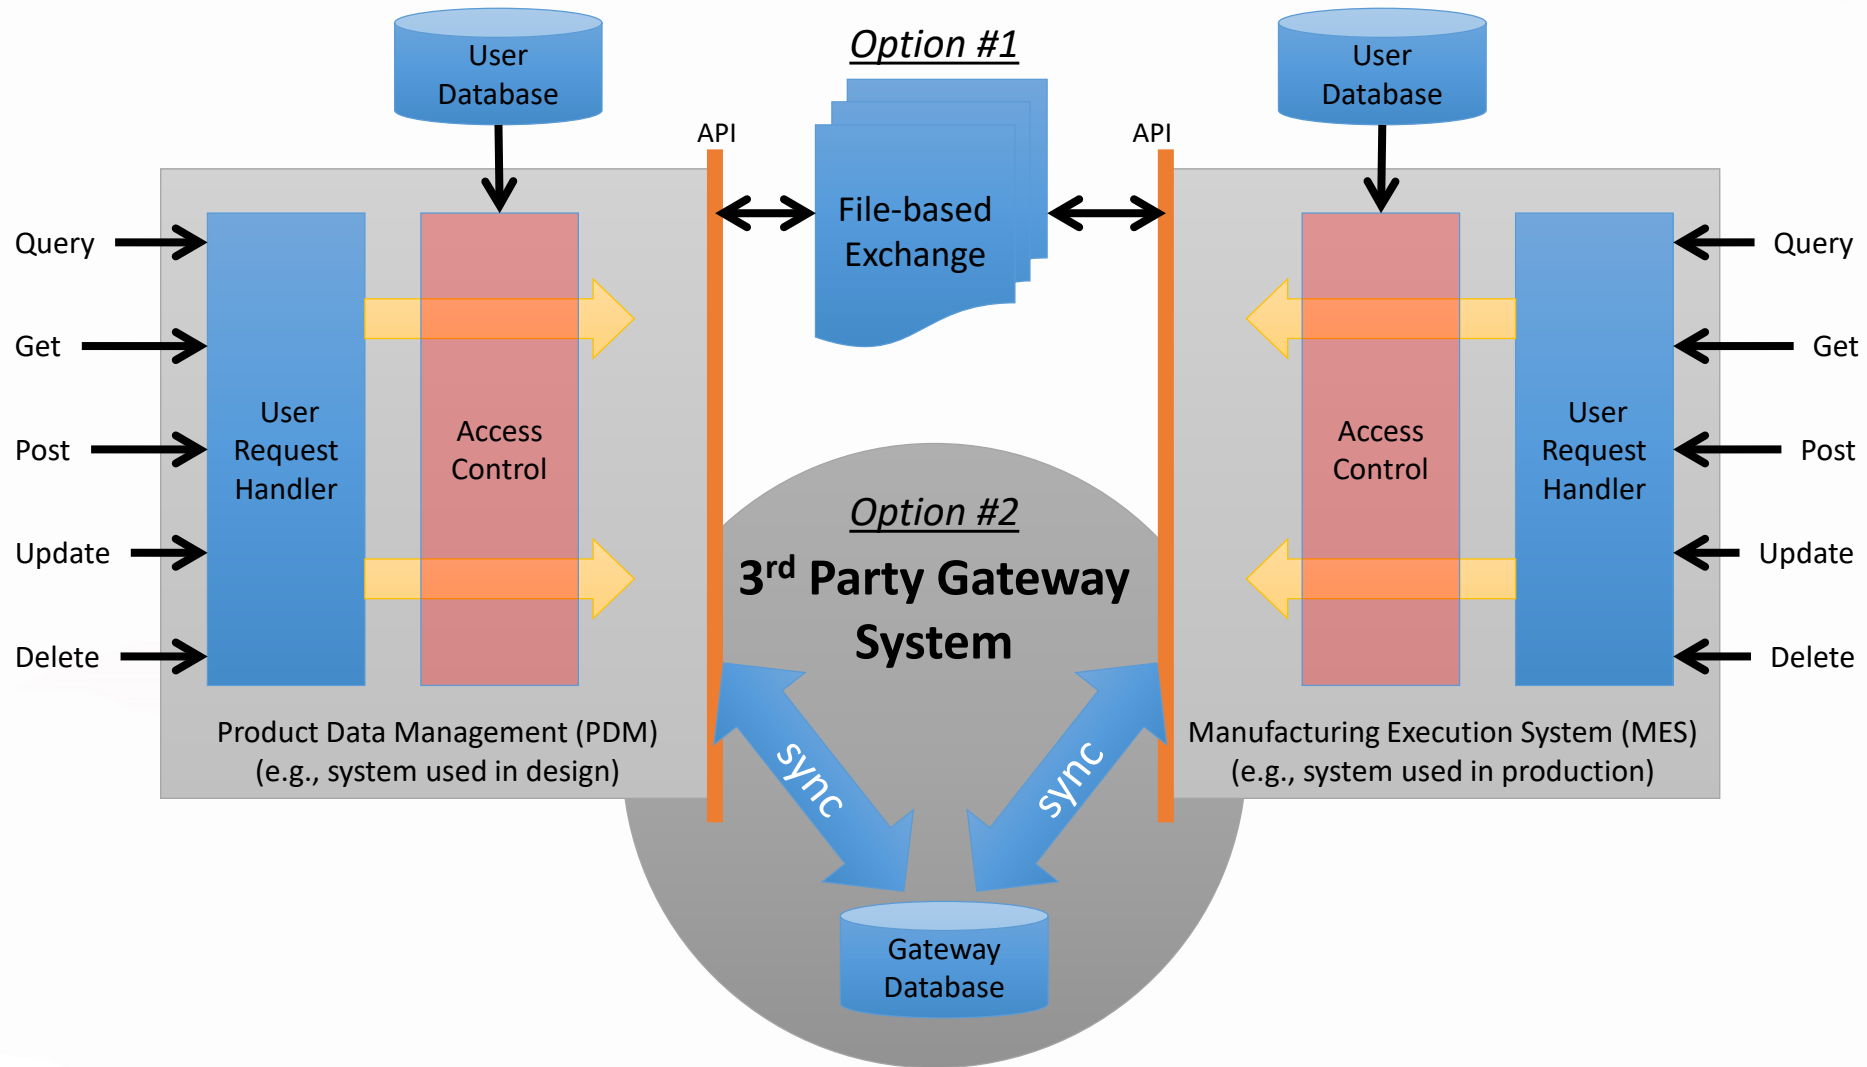 User
Database
Option #1
User
Database
API
API
File-based
Exchange
Query
Get
Post
Update
Delete
User
Request
Handler
Access
Control
Product Data Management (PDM)
(e.g., system used in design)
Option #2
3rd Party Gateway
System
sync
sync
Gateway
Database
Access
Control
User
Request
Handler
Query
Get
Post
Update
Delete
Manufacturing Execution System (MES)
(e.g., system used in production)